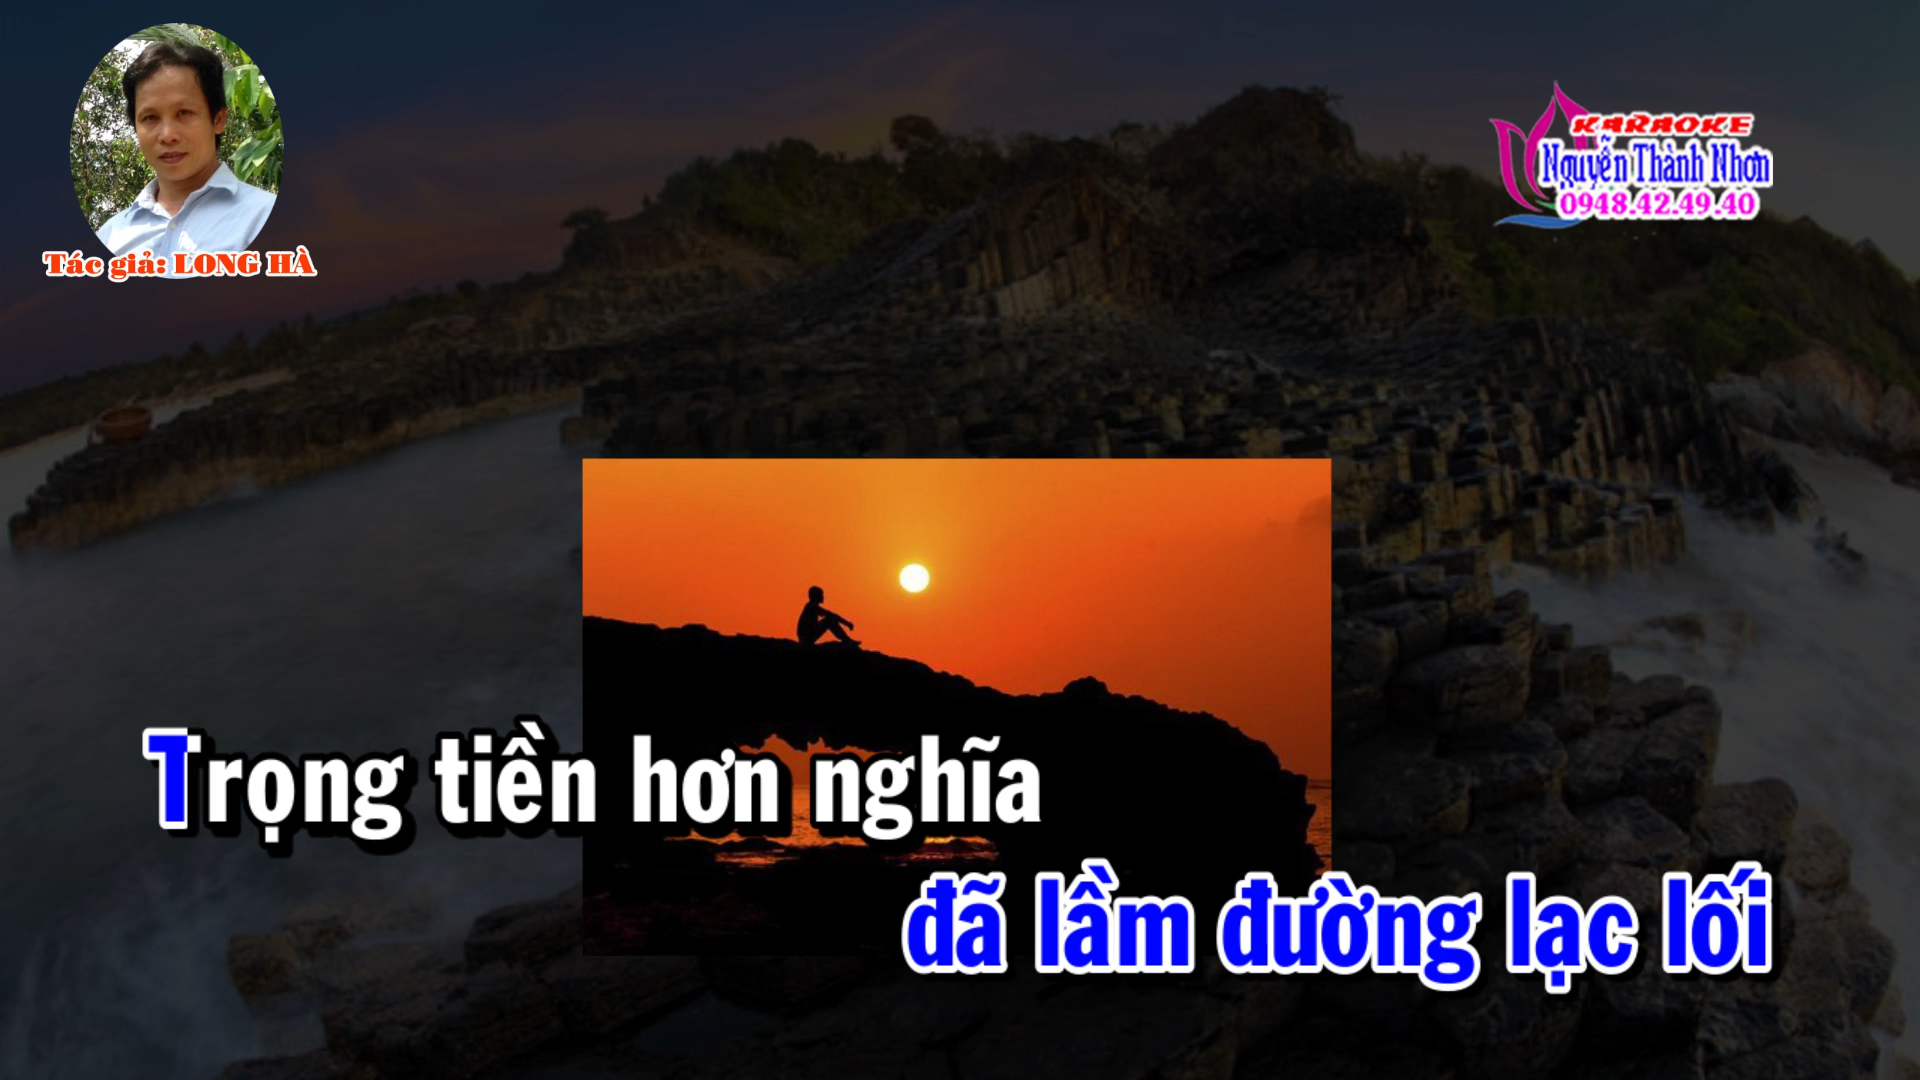 KARAOKE
Nguyễn Thành Nhơn
0948.42.49.40
Tác giả: LONG HÀ
Trọng tiền hơn nghĩa
đã lầm đường lạc lối